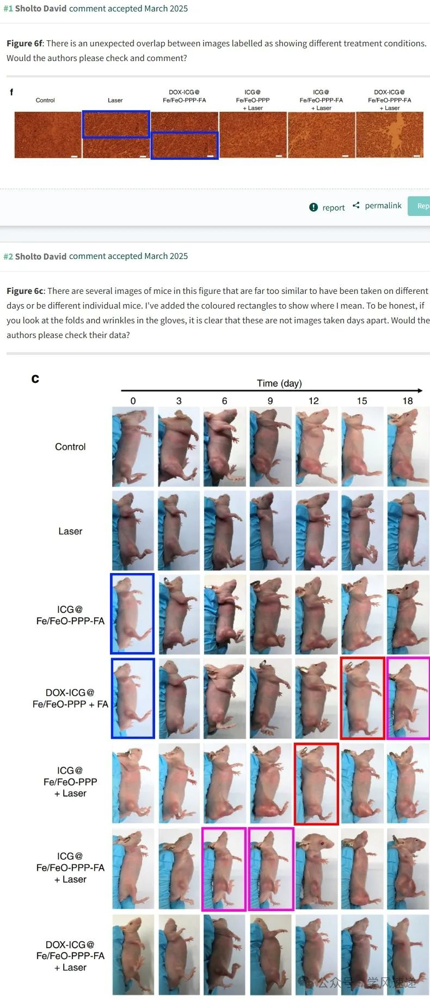 #1 Sholto David comment accepted March 2025
Figure 6f: There is an unexpected overlap between images labelled as showing different treatment conditions.
Would the authors please check and comment?
f
Control
Laser
DOX-ICG@
Fe/FeO-PPP-FA
ICG@
Fe/FeO-PPP
+ Laser
ICG@
Fe/FeO-PPP-FA
+ Laser
DOX-ICG@
Fe/FeO-PPP-FA
+ Laser
report
permalink
Rep
#2 Sholto David comment accepted March 2025
Figure 6c: There are several images of mice in this figure that are far too similar to have been taken on different
days or be different individual mice. I've added the coloured rectangles to show where I mean. To be honest, if
you look at the folds and wrinkles in the gloves, it is clear that these are not images taken days apart. Would the
authors please check their data?
c
Time (day)
0 3 6 9 12 15 18
Control
Laser
ICG@
Fe/FeO-PPP-FA
DOX-ICG@
Fe/FeO-PPP + FA
ICG@
Fe/FeO-PPP
+ Laser
ICG@
Fe/FeO-PPP-FA
+ Laser
DOX-ICG@
Fe/FeO-PPP-FA
+ Laser
公众号 · 学风速递